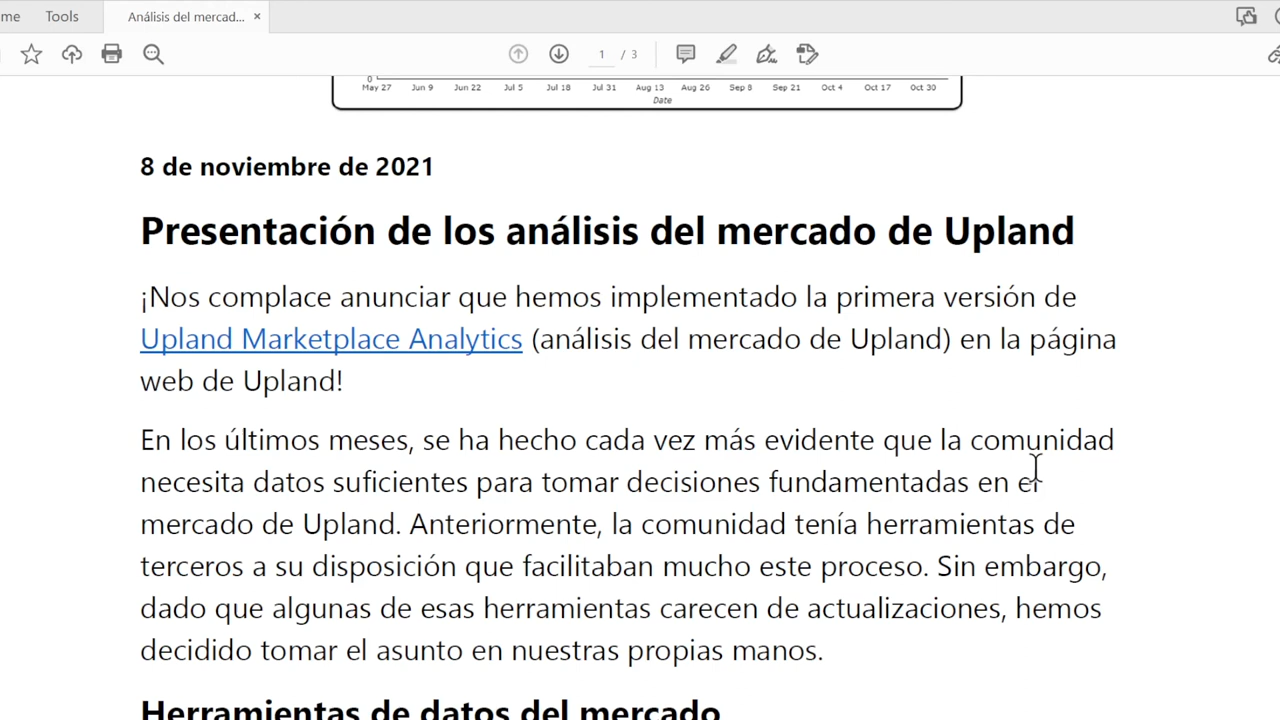 me Tools Análisis del mercad... ×
1 / 3
0
May 27 Jun 9 Jun 22 Jul 5 Jul 18 Jul 31 Aug 13 Aug 26 Sep 8 Sep 21 Oct 4 Oct 17 Oct 30
Date
8 de noviembre de 2021
Presentación de los análisis del mercado de Upland
¡Nos complace anunciar que hemos implementado la primera versión de
Upland Marketplace Analytics (análisis del mercado de Upland) en la página
web de Upland!
En los últimos meses, se ha hecho cada vez más evidente que la comunidad
necesita datos suficientes para tomar decisiones fundamentadas en el
mercado de Upland. Anteriormente, la comunidad tenía herramientas de
terceros a su disposición que facilitaban mucho este proceso. Sin embargo,
dado que algunas de esas herramientas carecen de actualizaciones, hemos
decidido tomar el asunto en nuestras propias manos.
Herramientas de datos del mercado